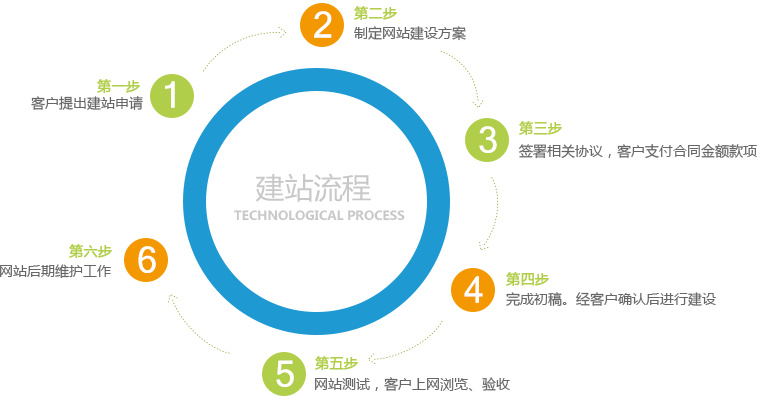 第一步
客户提出建站申请
1
2
第二步
制定网站建设方案
3
第三步
签署相关协议，客户支付合同金额款项
4
第四步
完成初稿。经客户确认后进行建设
5
第五步
网站测试，客户上网浏览、验收
6
第六步
网站后期维护工作
建站流程
TECHNOLOGICAL PROCESS